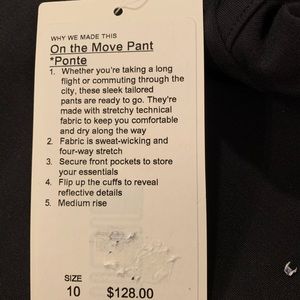 WHY WE MADE THIS
On the Move Pant
*Ponte
1. Whether you're taking a long
flight or commuting through the
city, these sleek tailored
pants are ready to go. They're
made with stretchy technical
fabric to keep you comfortable
and dry along the way
2. Fabric is sweat-wicking and
four-way stretch
3. Secure front pockets to store
your essentials
4. Flip up the cuffs to reveal
reflective details
5. Medium rise
SIZE
10 $128.00